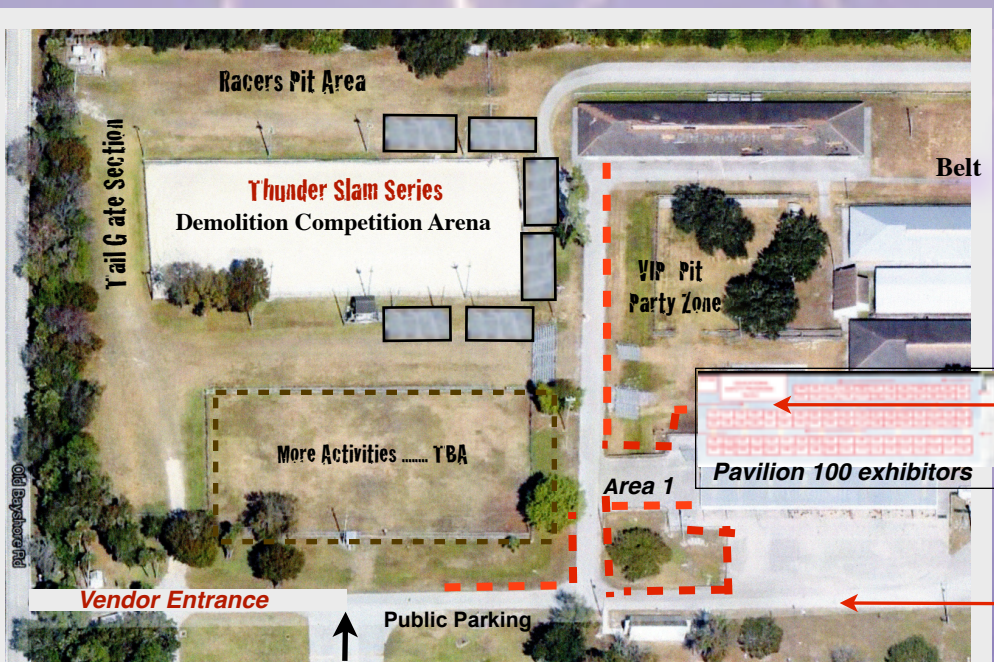 Racers Pit Area
Tail Gate Section
Thunder Slam Series
Demolition Competition Arena
Belt
VIP Pit
Party Zone
More Activities ........ TBA
Area 1
Pavilion 100 exhibitors
Old Bayshore Rd
Vendor Entrance
Public Parking